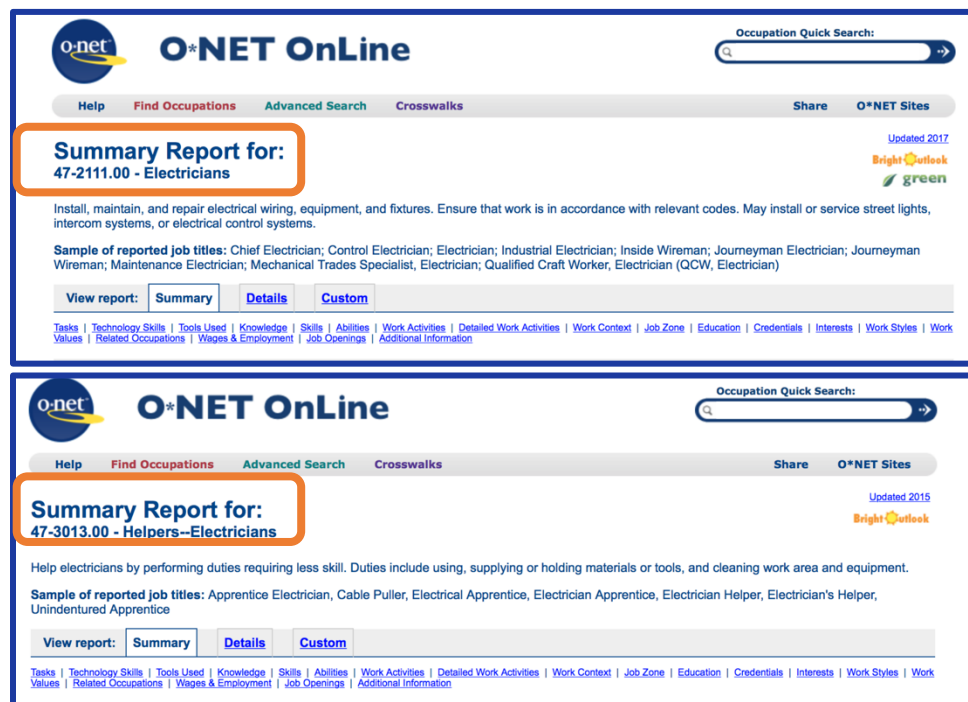 o·net
O*NET OnLine
Occupation Quick Search:
Help Find Occupations Advanced Search Crosswalks Share O*NET Sites
Summary Report for:
47-2111.00 - Electricians
Updated 2017
Bright Outlook
green
Install, maintain, and repair electrical wiring, equipment, and fixtures. Ensure that work is in accordance with relevant codes. May install or service street lights,
intercom systems, or electrical control systems.
Sample of reported job titles: Chief Electrician; Control Electrician; Electrician; Industrial Electrician; Inside Wireman; Journeyman Electrician; Journeyman
Wireman; Maintenance Electrician; Mechanical Trades Specialist, Electrician; Qualified Craft Worker, Electrician (QCW, Electrician)
View report: Summary Details Custom
Tasks | Technology Skills | Tools Used | Knowledge | Skills | Abilities | Work Activities | Detailed Work Activities | Work Context | Job Zone | Education | Credentials | Interests | Work Styles | Work
Values | Related Occupations | Wages & Employment | Job Openings | Additional Information
o·net
O*NET OnLine
Occupation Quick Search:
Help Find Occupations Advanced Search Crosswalks Share O*NET Sites
Summary Report for:
47-3013.00 - Helpers--Electricians
Updated 2015
Bright Outlook
Help electricians by performing duties requiring less skill. Duties include using, supplying or holding materials or tools, and cleaning work area and equipment.
Sample of reported job titles: Apprentice Electrician, Cable Puller, Electrical Apprentice, Electrician Apprentice, Electrician Helper, Electrician's Helper,
Unindentured Apprentice
View report: Summary Details Custom
Tasks | Technology Skills | Tools Used | Knowledge | Skills | Abilities | Work Activities | Detailed Work Activities | Work Context | Job Zone | Education | Credentials | Interests | Work Styles | Work
Values | Related Occupations | Wages & Employment | Job Openings | Additional Information